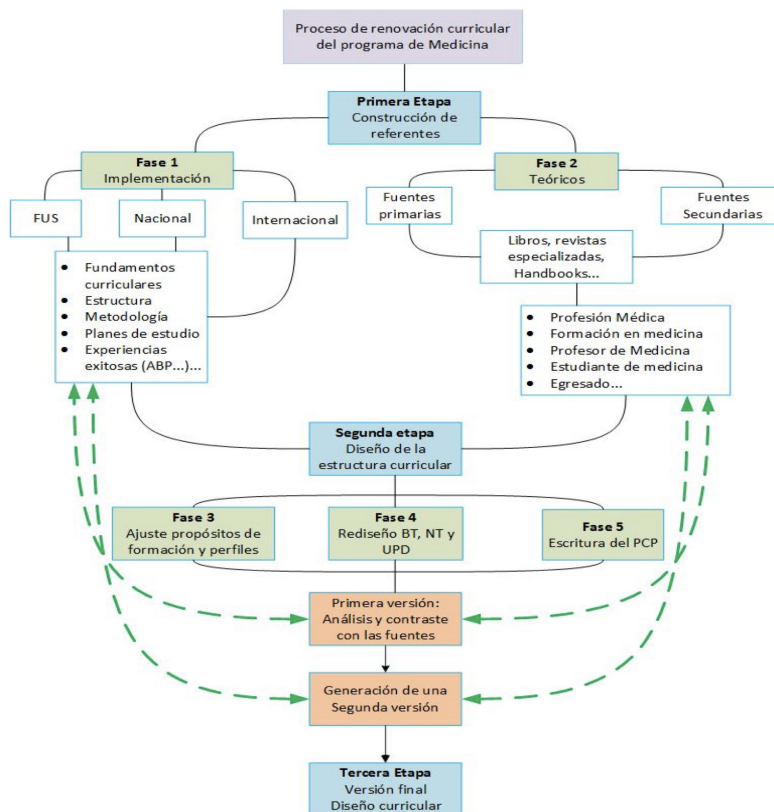 Proceso de renovación curricular
del programa de Medicina
Primera Etapa
Construcción de
referentes
Fase 1
Implementación
Fase 2
Teóricos
FUS
Nacional
Internacional
Fuentes
primarias
Fuentes
Secundarias
Libros, revistas
especializadas,
Handbooks...
• Fundamentos
curriculares
• Estructura
• Metodología
• Planes de estudio
• Experiencias
exitosas (ABP...)...
• Profesión Médica
• Formación en medicina
• Profesor de Medicina
• Estudiante de medicina
• Egresado...
Segunda etapa
Diseño de la
estructura curricular
Fase 3
Ajuste propósitos de
formación y perfiles
Fase 4
Rediseño BT, NT y
UPD
Fase 5
Escritura del PCP
Primera versión:
Análisis y contraste
con las fuentes
Generación de una
Segunda versión
Tercera Etapa
Versión final
Diseño curricular